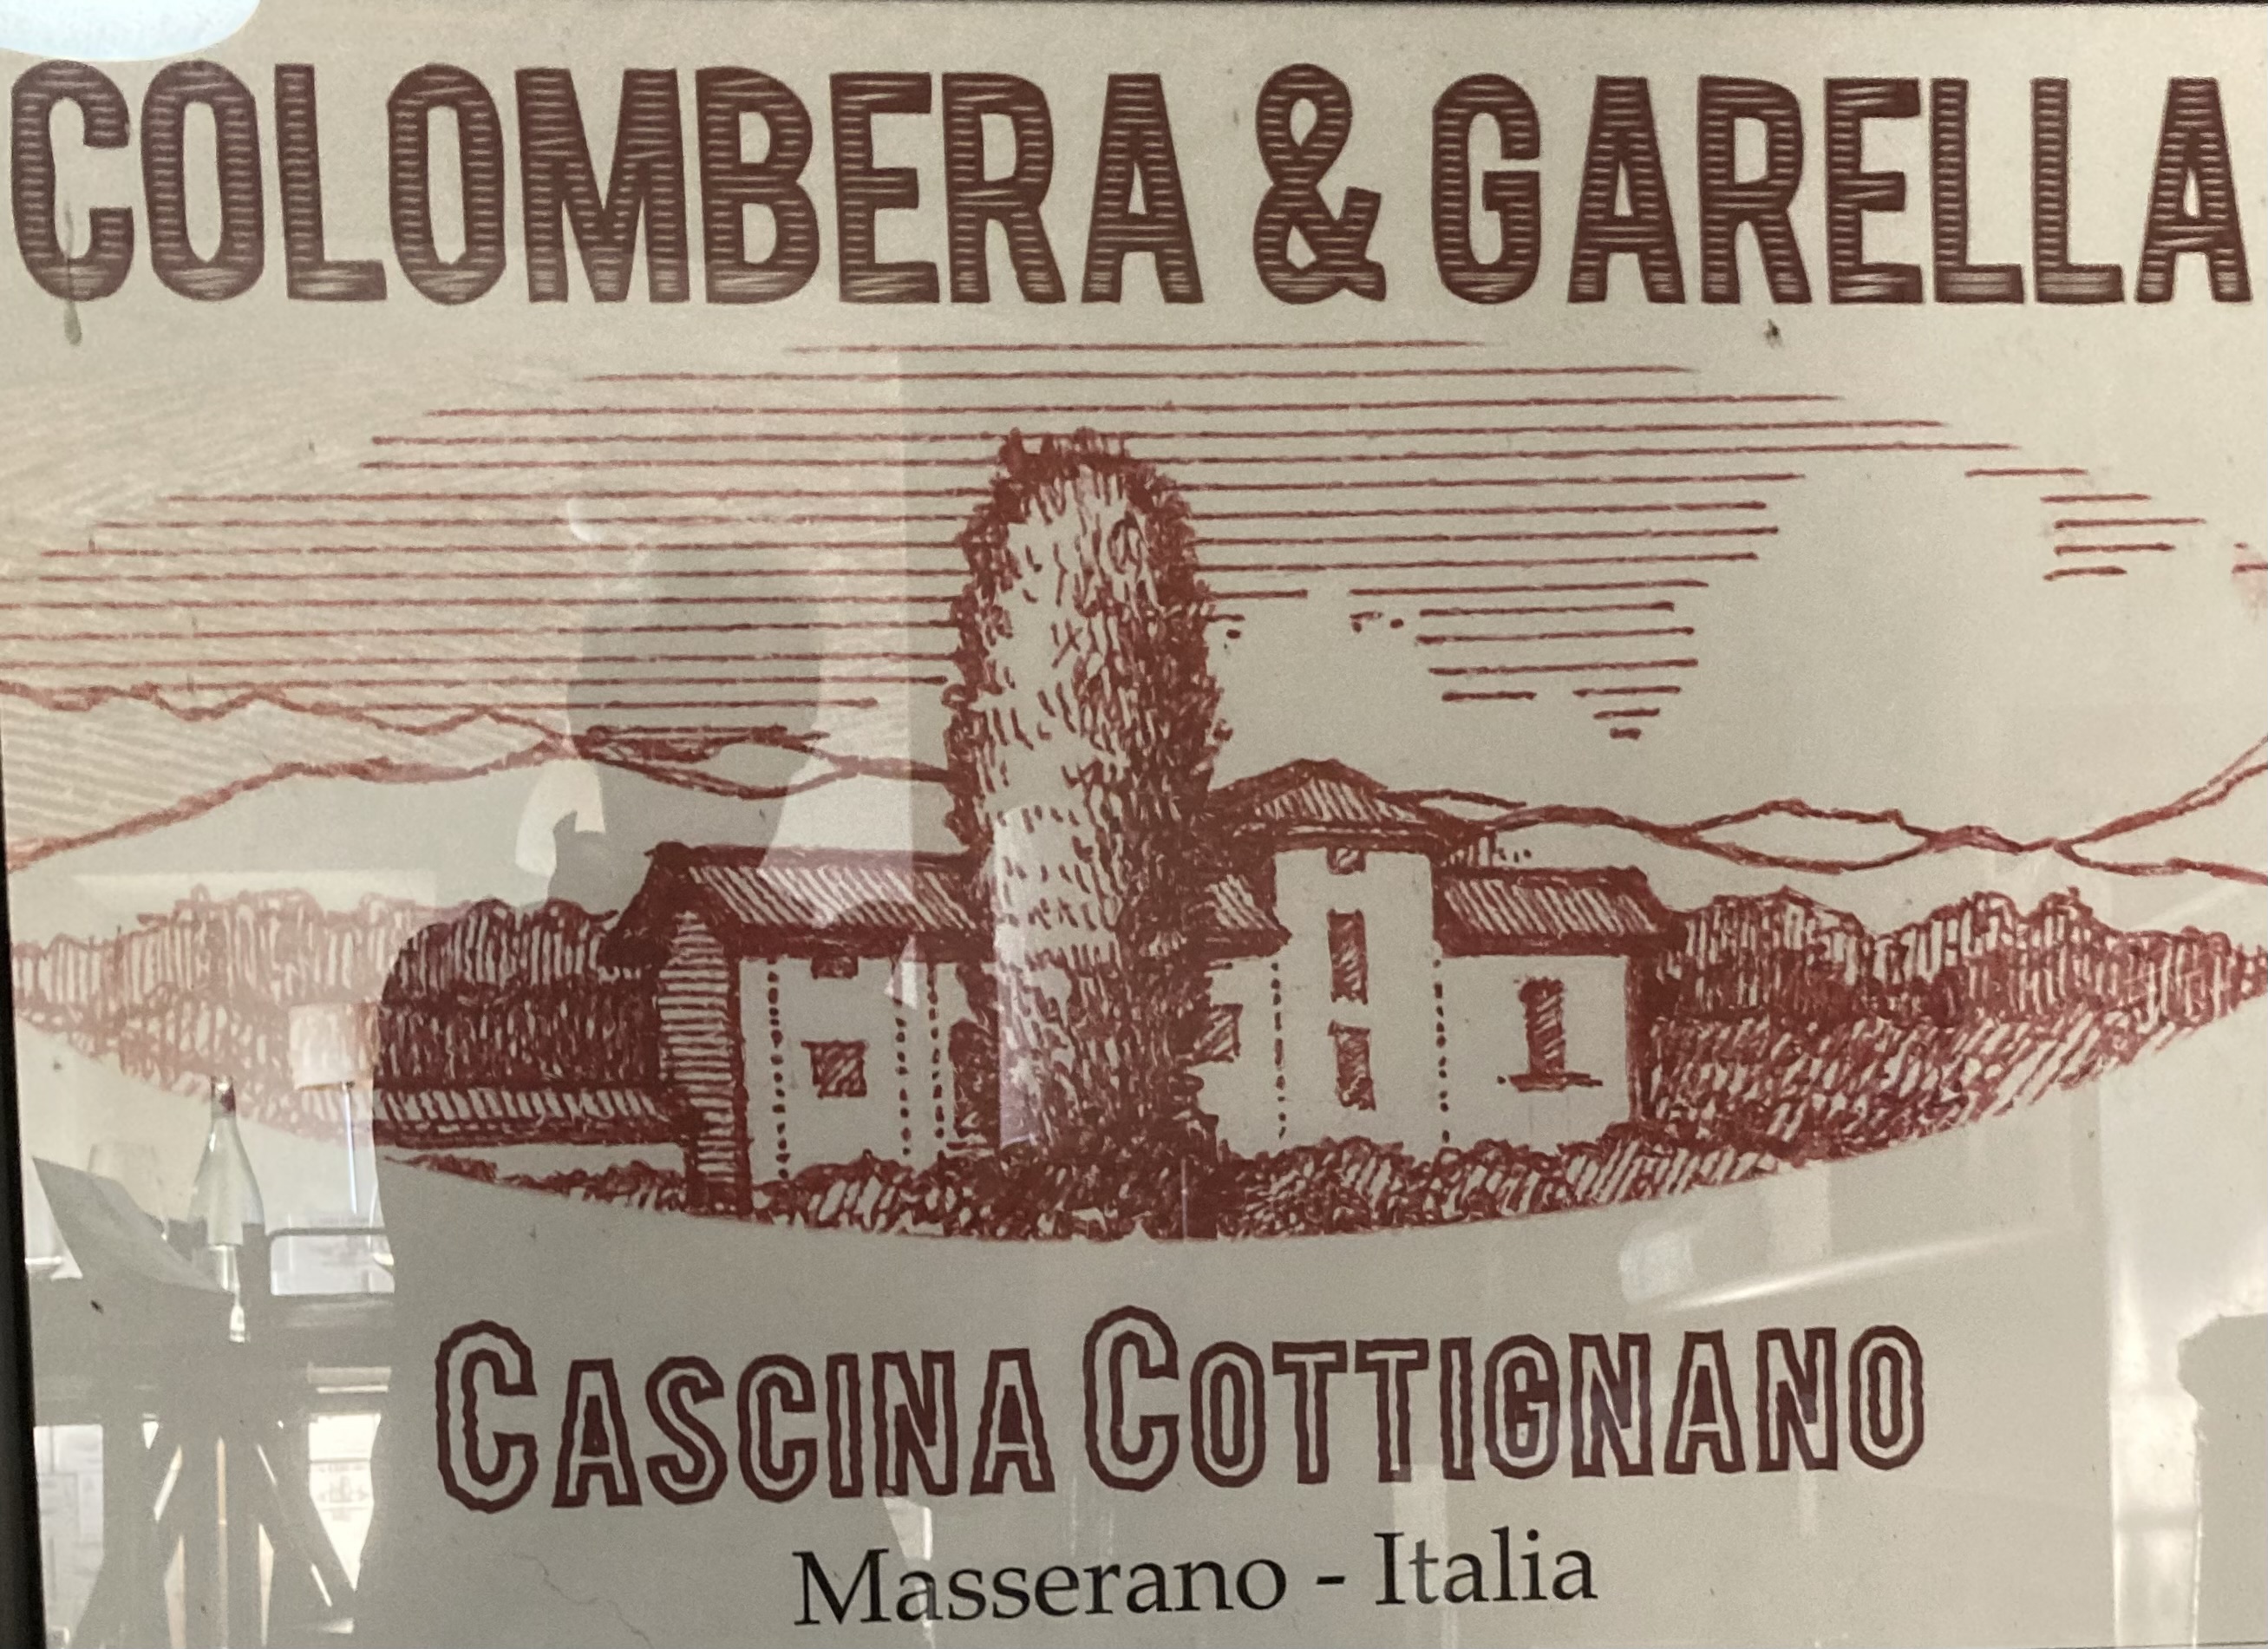 COLOMBERA & GARELLA
CASCINA COTTIGNANO
Masserano - Italia